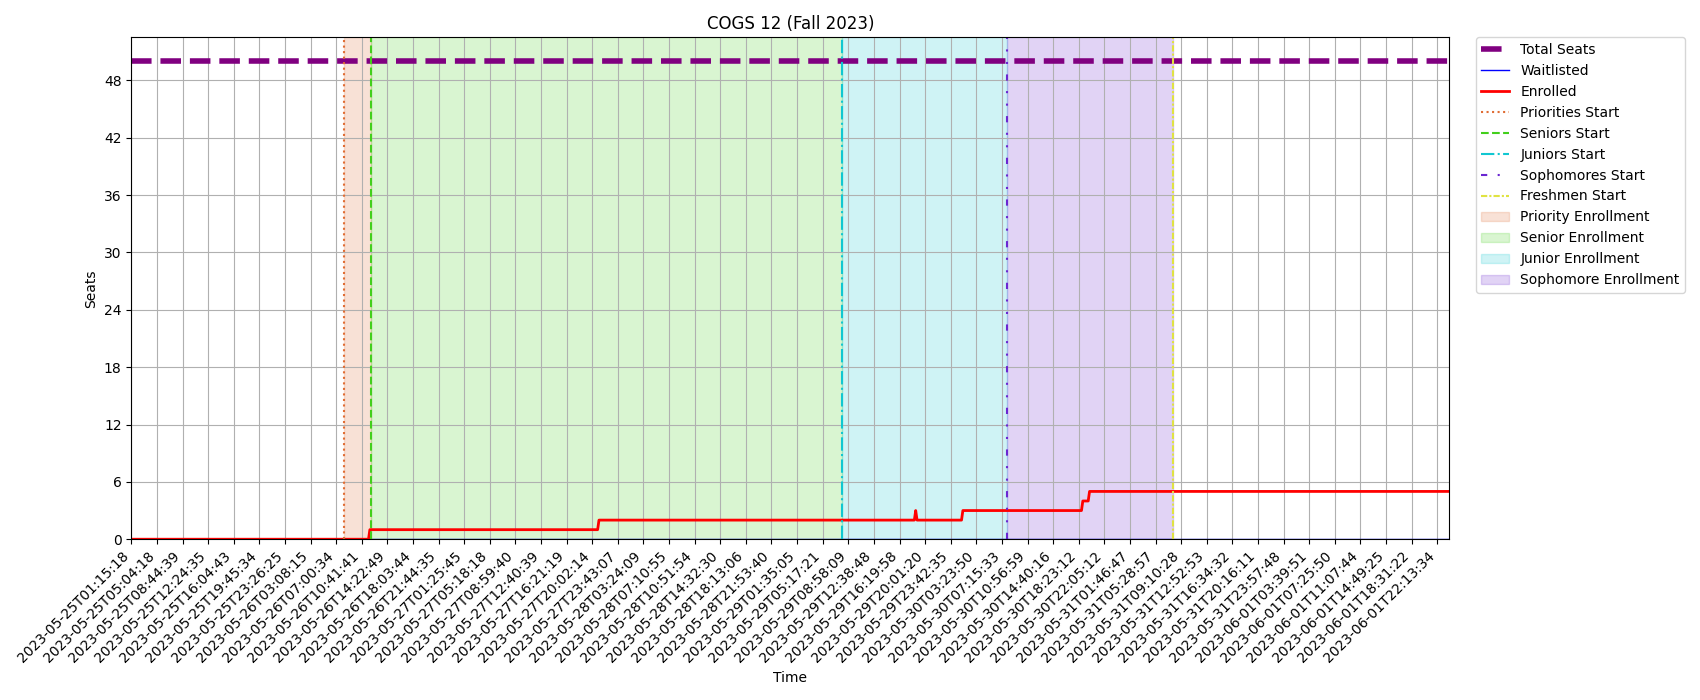 COGS 12 (Fall 2023)
Total Seats
Waitlisted
Enrolled
Priorities Start
Seniors Start
Juniors Start
Sophomores Start
Freshmen Start
Priority Enrollment
Senior Enrollment
Junior Enrollment
Sophomore Enrollment
Seats
48
42
36
30
24
18
12
6
0
2023-05-25T01:15:18
2023-05-25T05:04:18
2023-05-25T08:44:39
2023-05-25T12:24:35
2023-05-25T16:04:43
2023-05-25T19:45:34
2023-05-25T23:26:25
2023-05-26T03:08:15
2023-05-26T07:00:34
2023-05-26T10:41:41
2023-05-26T14:22:49
2023-05-26T18:03:44
2023-05-26T21:44:35
2023-05-27T01:25:45
2023-05-27T05:18:18
2023-05-27T08:59:40
2023-05-27T12:40:39
2023-05-27T16:21:19
2023-05-27T20:02:14
2023-05-27T23:43:07
2023-05-28T03:24:09
2023-05-28T07:10:55
2023-05-28T10:51:54
2023-05-28T14:32:30
2023-05-28T18:13:06
2023-05-28T21:53:40
2023-05-29T01:35:05
2023-05-29T05:17:21
2023-05-29T08:58:09
2023-05-29T12:38:48
2023-05-29T16:19:58
2023-05-29T20:01:20
2023-05-29T23:42:35
2023-05-30T03:23:50
2023-05-30T07:15:33
2023-05-30T10:56:59
2023-05-30T14:40:16
2023-05-30T18:23:12
2023-05-30T22:05:12
2023-05-31T01:46:47
2023-05-31T05:28:57
2023-05-31T09:10:28
2023-05-31T12:52:53
2023-05-31T16:34:32
2023-05-31T20:16:11
2023-05-31T23:57:48
2023-06-01T03:39:51
2023-06-01T07:25:50
2023-06-01T11:07:44
2023-06-01T14:49:25
2023-06-01T18:31:22
2023-06-01T22:13:34
Time